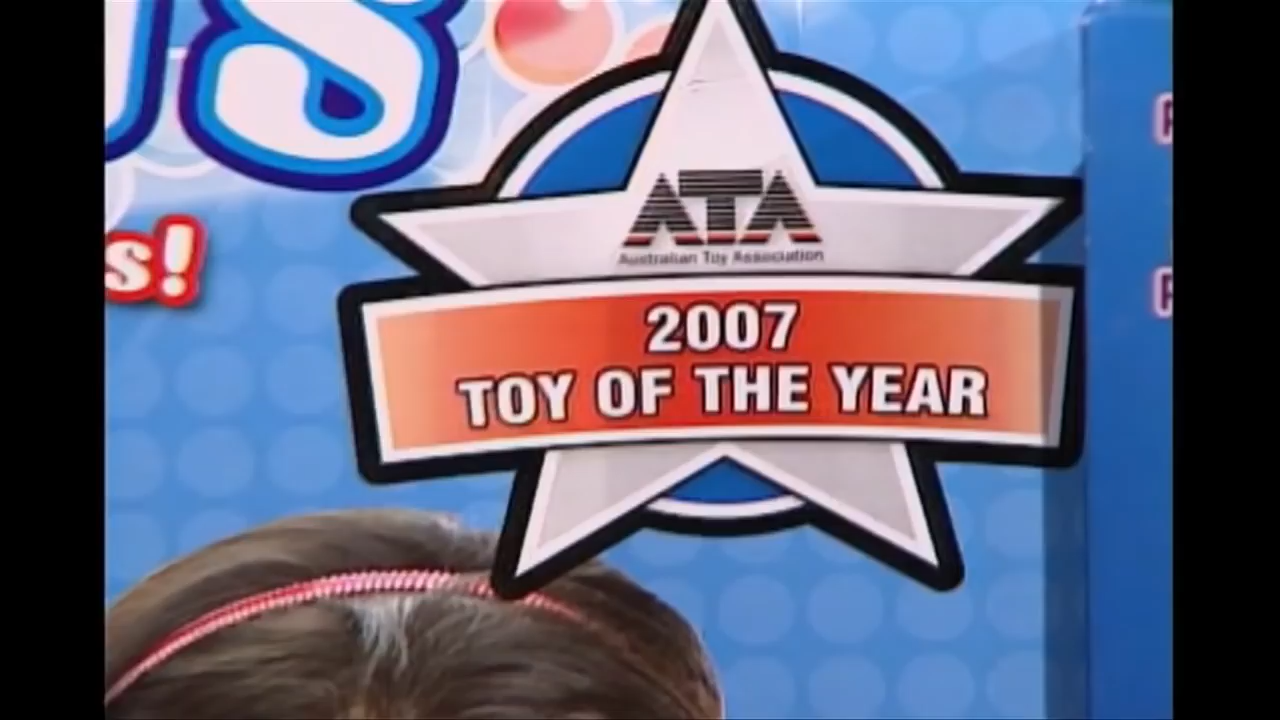 s!
ATA
Australian Toy Association
2007
TOY OF THE YEAR